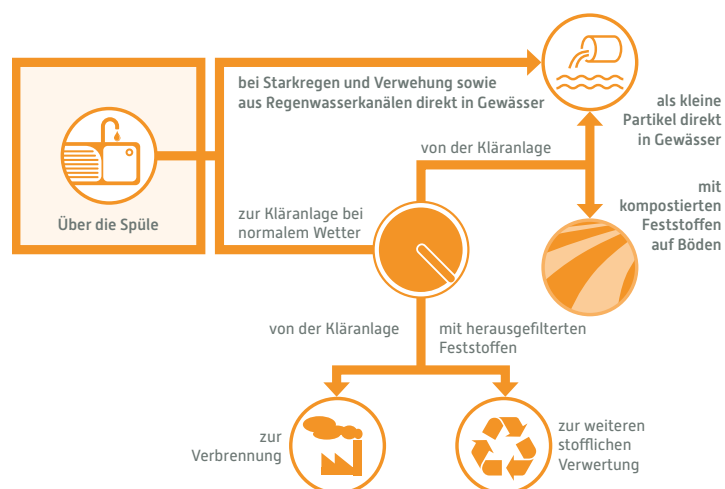 bei Starkregen und Verwehung sowie
aus Regenwasserkanälen direkt in Gewässer
als kleine
Partikel direkt
in Gewässer
von der Kläranlage
mit
kompostierten
Feststoffen
auf Böden
Über die Spüle
zur Kläranlage bei
normalem Wetter
von der Kläranlage
mit herausgefilterten
Feststoffen
zur
Verbrennung
zur weiteren
stofflichen
Verwertung